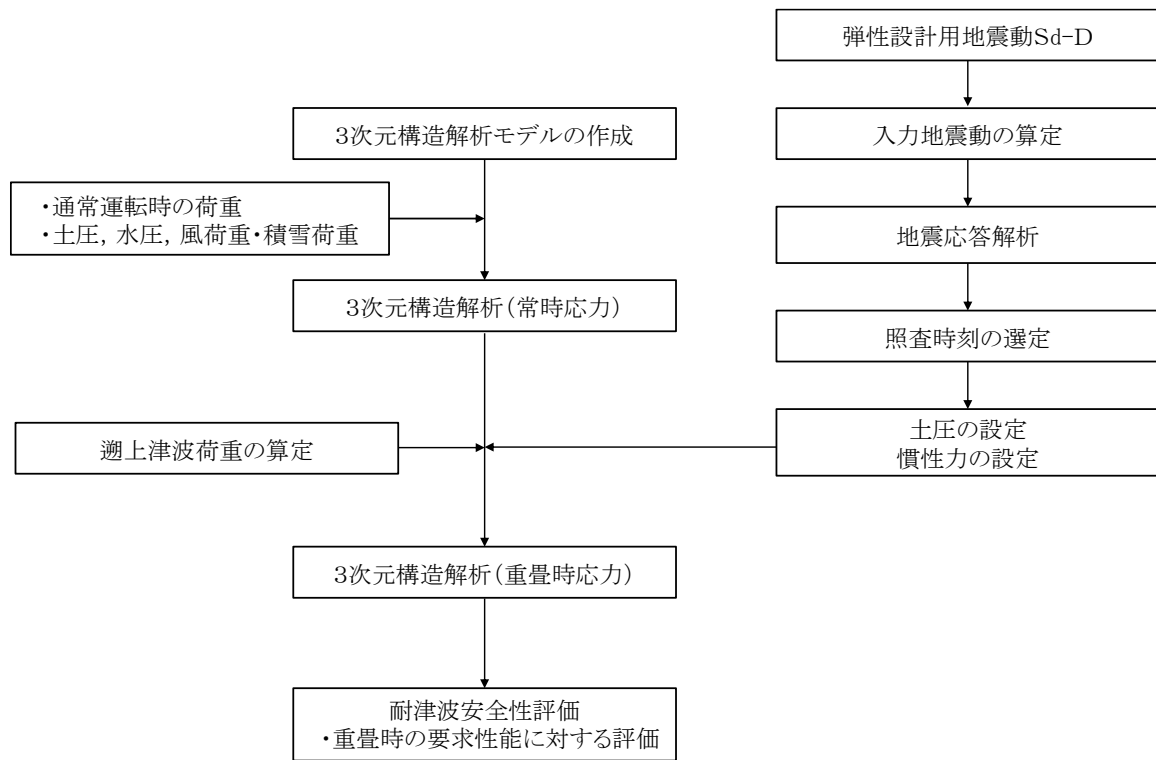 弾性設計用地震動Sd-D
3次元構造解析モデルの作成
入力地震動の算定
・通常運転時の荷重
・土圧, 水圧, 風荷重・積雪荷重
地震応答解析
3次元構造解析(常時応力)
照査時刻の選定
遡上津波荷重の算定
土圧の設定
慣性力の設定
3次元構造解析(重畳時応力)
耐津波安全性評価
・重畳時の要求性能に対する評価